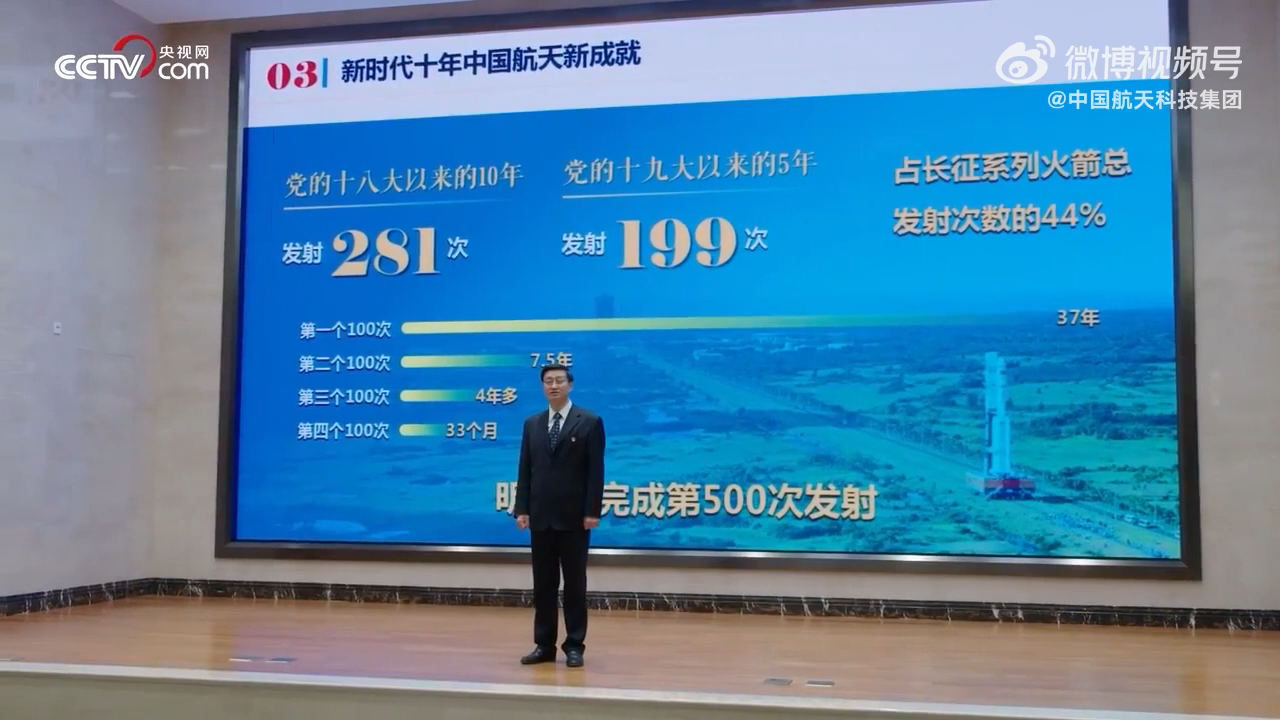 CCTV 央视网
com
微博视频号
@中国航天科技集团
03 新时代十年中国航天新成就
党的十八大以来的10年
发射 281 次
党的十九大以来的5年
发射 199 次
占长征系列火箭总
发射次数的44%
第一个100次 37年
第二个100次 7.5年
第三个100次 4年多
第四个100次 33个月
完成第500次发射